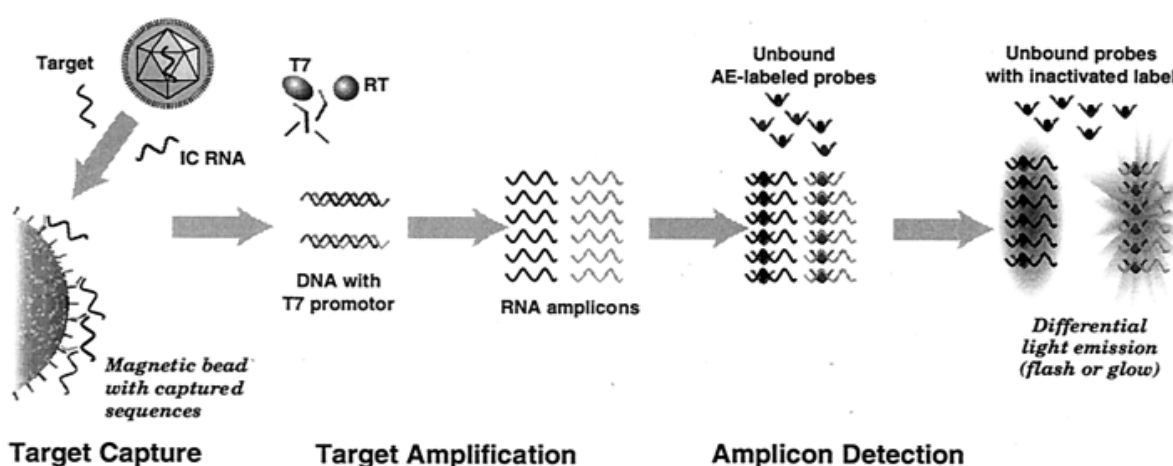 Target
IC RNA
Magnetic bead
with captured
sequences
T7
RT
DNA with
T7 promotor
RNA amplicons
Unbound
AE-labeled probes
Unbound probes
with inactivated label
Differential
light emission
(flash or glow)
Target Capture
Target Amplification
Amplicon Detection